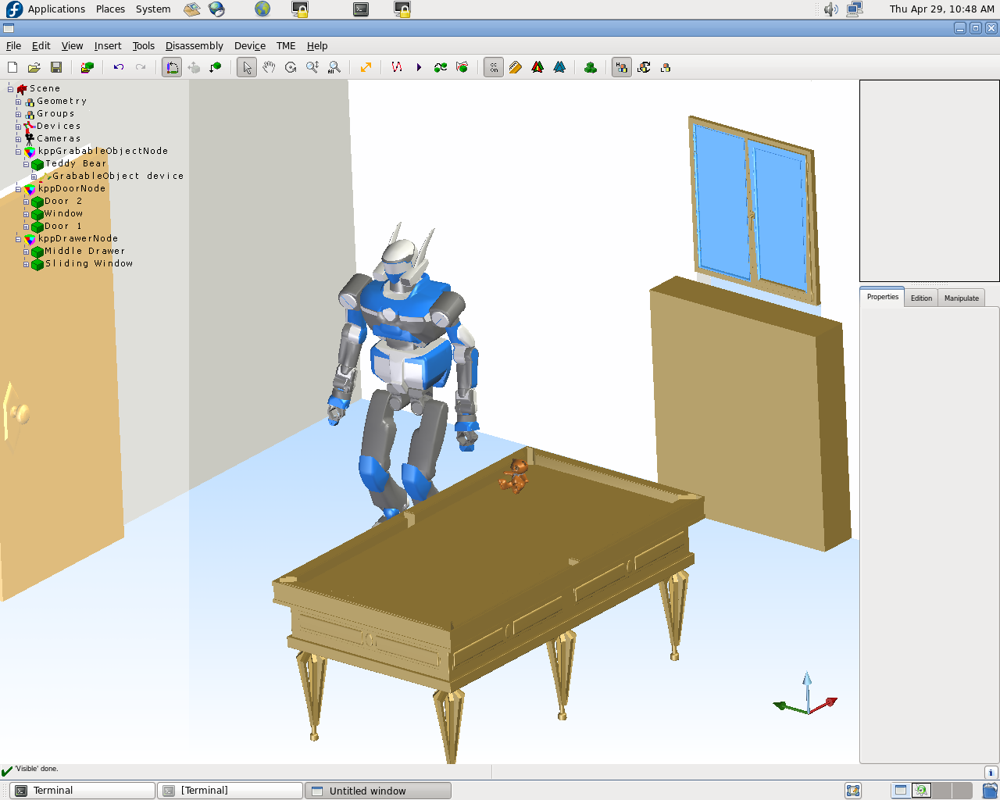 Applications Places System Thu Apr 29, 10:48 AM
File Edit View Insert Tools Disassembly Device TME Help
Scene
Geometry
Groups
Devices
Cameras
kppGrabableObjectNode
Teddy Bear
GrabableObject device
kppDoorNode
Door 2
Window
Door 1
kppDrawerNode
Middle Drawer
Sliding Window
Properties Edition Manipulate
'Visible' done.
Terminal [Terminal] Untitled window